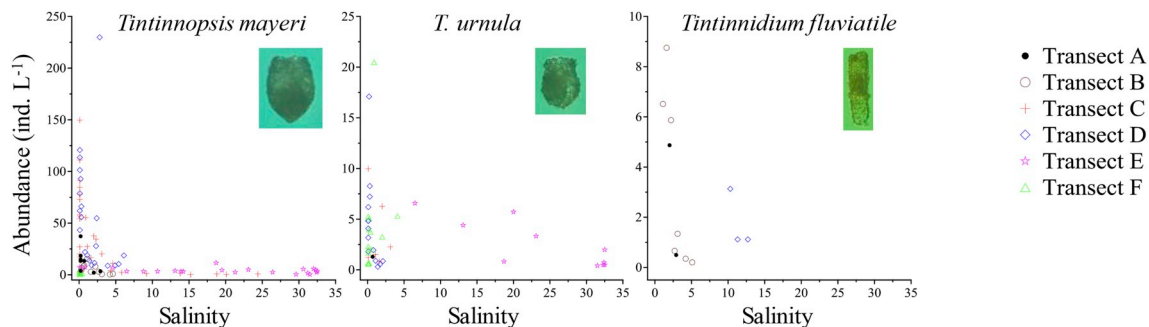 Tintinnopsis mayeri
T. urnula
Tintinnidium fluviatile
Abundance (ind. L-1)
250
200
150
100
50
0
0 5 10 15 20 25 30 35
Salinity
25
20
15
10
5
0
0 5 10 15 20 25 30 35
Salinity
10
8
6
4
2
0
0 5 10 15 20 25 30 35
Salinity
Transect A
Transect B
Transect C
Transect D
Transect E
Transect F